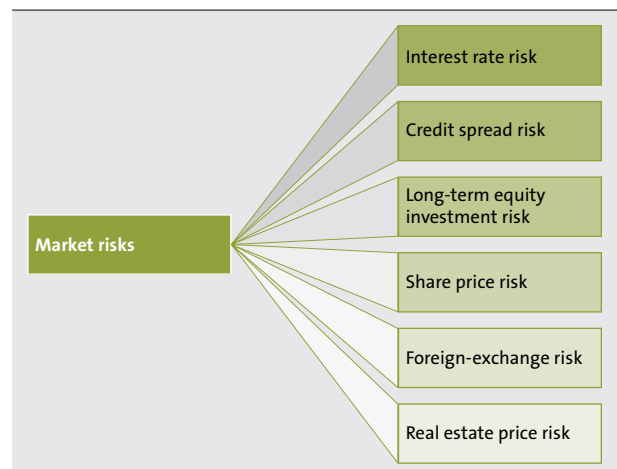 Market risks
Interest rate risk
Credit spread risk
Long-term equity
investment risk
Share price risk
Foreign-exchange risk
Real estate price risk